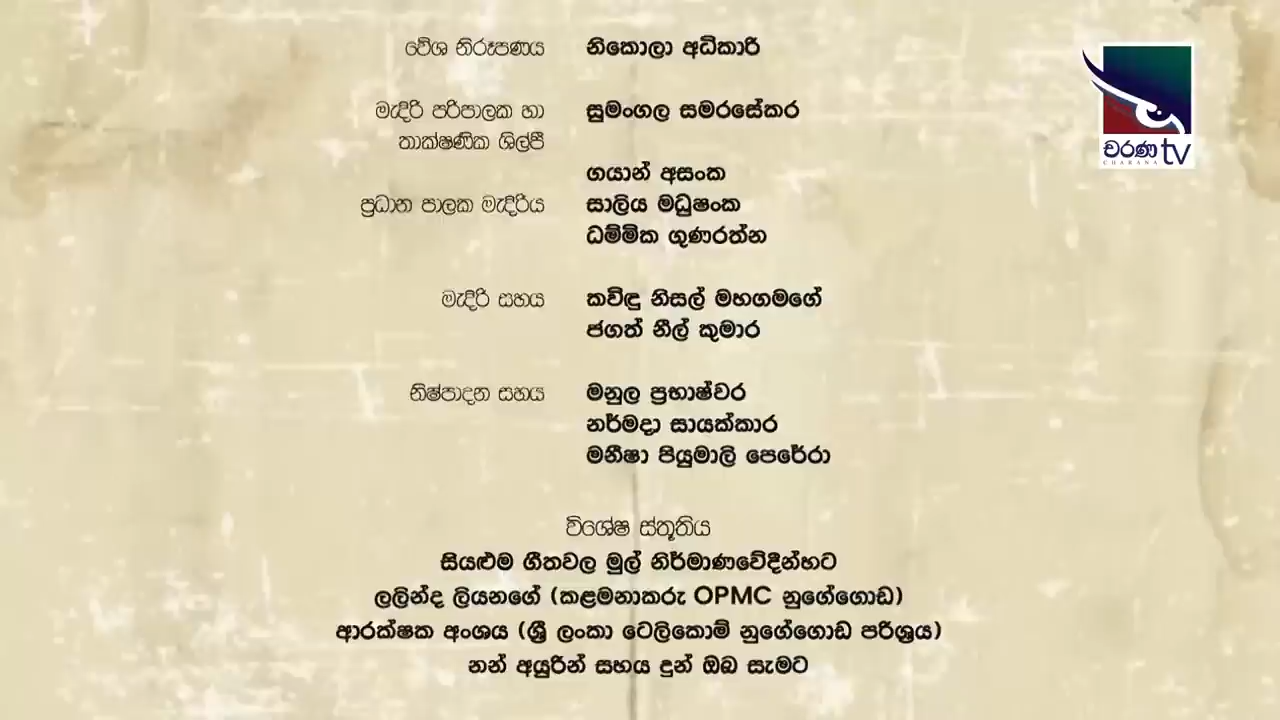 වේශ නිරූපණය නිකොලා අධිකාරී
මැදිරි පරිපාලක හා සුමංගල සමරසේකර
තාක්ෂණික ශිල්පී
ගයාන් අසංක
ප්‍රධාන පාලක මැදිරිය සාලිය මධුෂංක
ධම්මික ගුණරත්න
මැදිරි සහය කවිඳු නිසල් මහගමගේ
ජගත් නීල් කුමාර
නිෂ්පාදන සහය මනුල ප්‍රභාෂ්වර
නර්මදා සායක්කාර
මනීෂා පියුමාලි පෙරේරා
විශේෂ ස්තූතිය
සියළුම ගීතවල මුල් නිර්මාණවේදීන්හට
ලලින්ද ලියනගේ (කළමනාකරු OPMC නුගේගොඩ)
ආරක්ෂක අංශය (ශ්‍රී ලංකා ටෙලිකොම් නුගේගොඩ පරිශ්‍රය)
නන් අයුරින් සහය දුන් ඔබ සැමට
චරණ tv
CHARANA